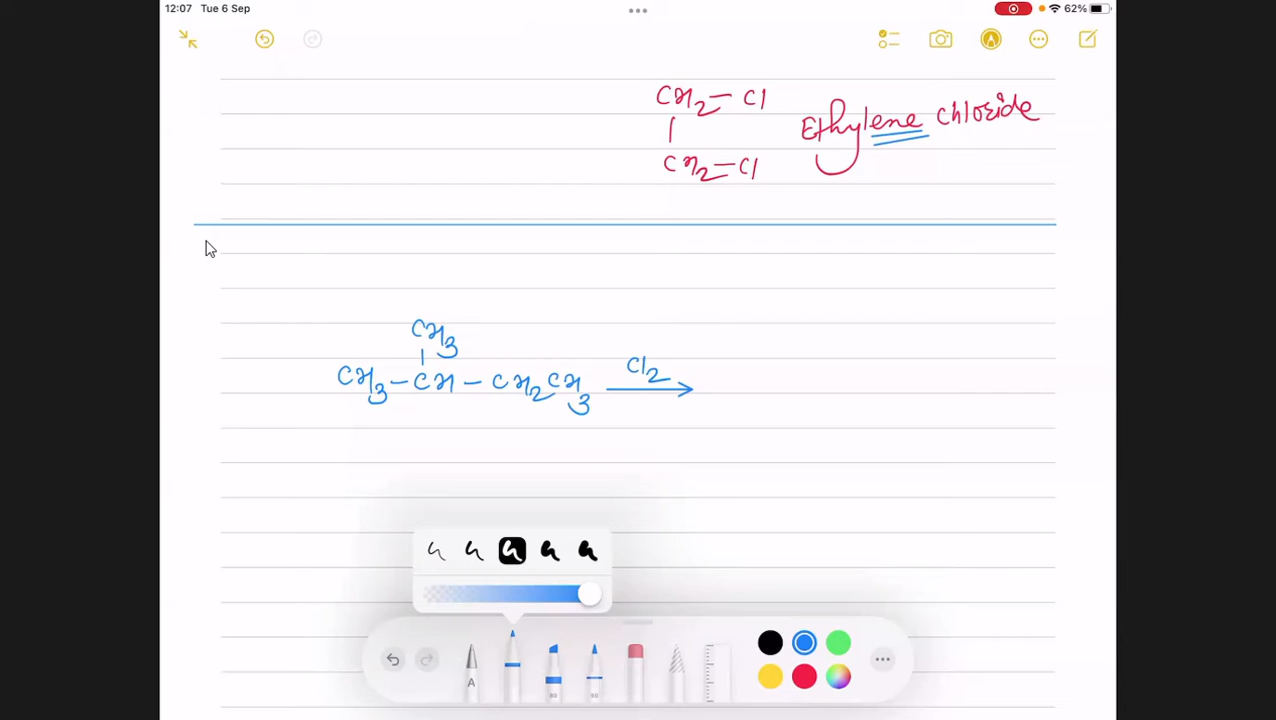 12:07 Tue 6 Sep
62%
CH2 – Cl
|
CH2 – Cl
Ethylene chloride
CH3
|
CH3 – CH – CH2CH3
Cl2
→
A